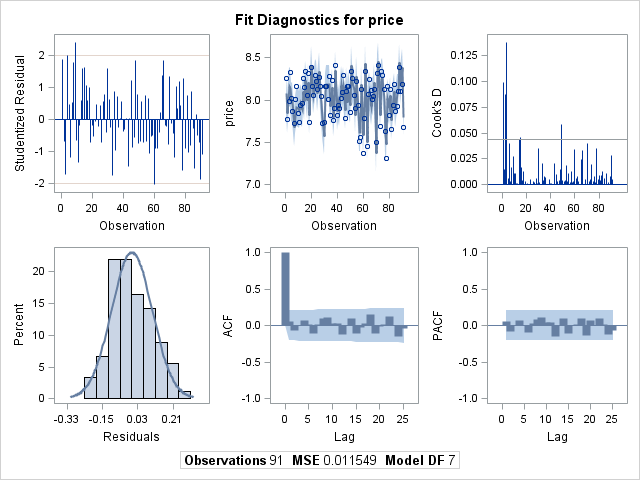 Fit Diagnostics for price
Studentized Residual
2
1
0
-1
-2
0 20 40 60 80
Observation
price
8.5
8.0
7.5
7.0
0 20 40 60 80
Observation
Cook's D
0.125
0.100
0.075
0.050
0.025
0.000
0 20 40 60 80
Observation
Percent
20
15
10
5
0
-0.33 -0.15 0.03 0.21
Residuals
ACF
1.0
0.5
0.0
-0.5
-1.0
0 5 10 15 20 25
Lag
PACF
1.0
0.5
0.0
-0.5
-1.0
0 5 10 15 20 25
Lag
Observations 91 MSE 0.011549 Model DF 7